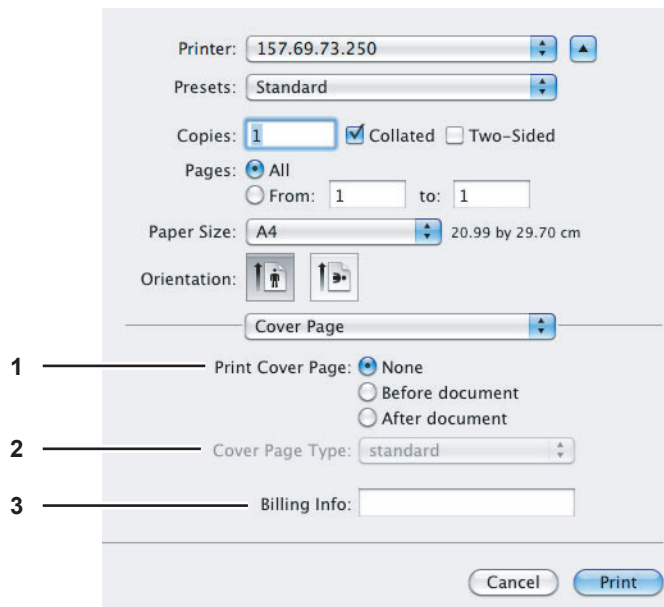 Printer: 157.69.73.250
Presets: Standard
Copies: 1 Collated Two-Sided
Pages: All
From: 1 to: 1
Paper Size: A4 20.99 by 29.70 cm
Orientation:
Cover Page
1 Print Cover Page: None
Before document
After document
2 Cover Page Type: standard
3 Billing Info:
Cancel Print